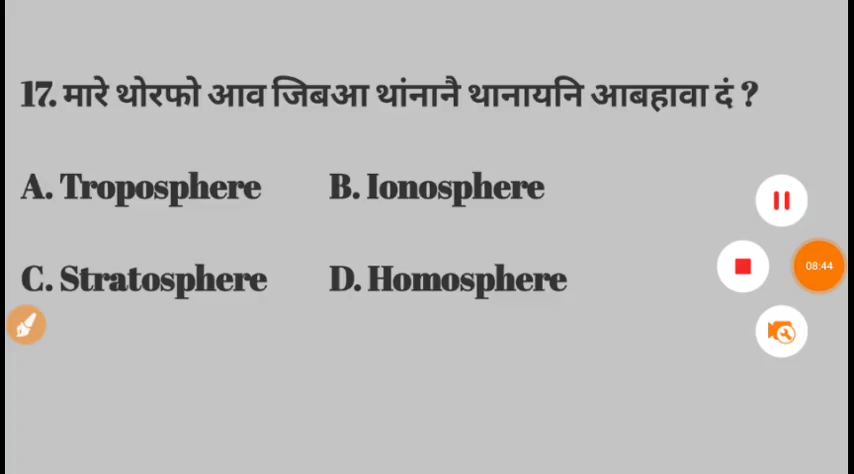 17. मारे थोरफो आव जिबआ थांनानै थानायनि आबहावा दं ?
A. Troposphere B. Ionosphere
C. Stratosphere D. Homosphere
08:44